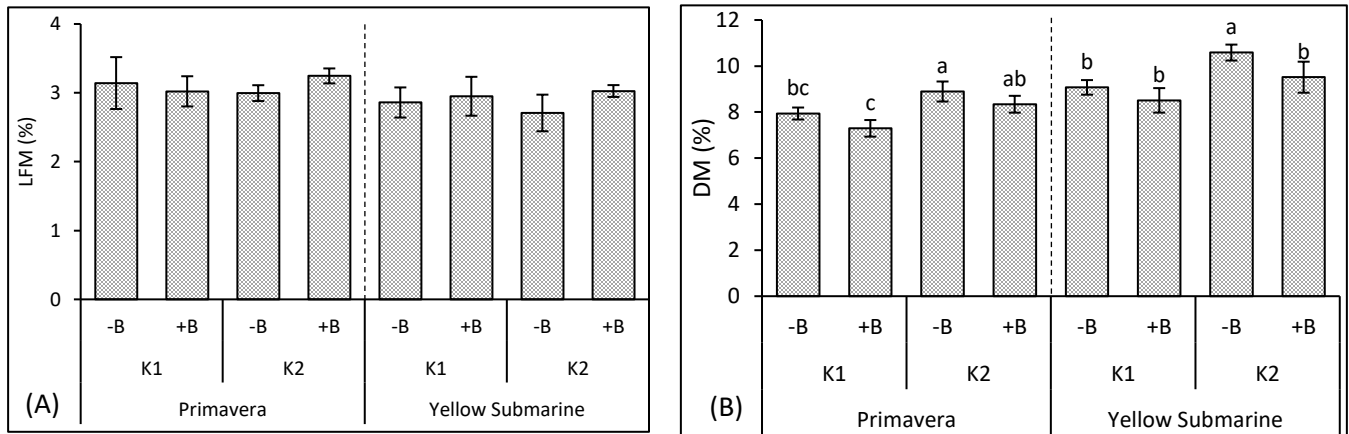 4
3
2
1
0
LFM (%)
-B +B -B +B -B +B -B +B
K1 K2 K1 K2
(A) Primavera Yellow Submarine
12
10
8
6
4
2
0
DM (%)
bc c a ab b b a b
-B +B -B +B -B +B -B +B
K1 K2 K1 K2
(B) Primavera Yellow Submarine